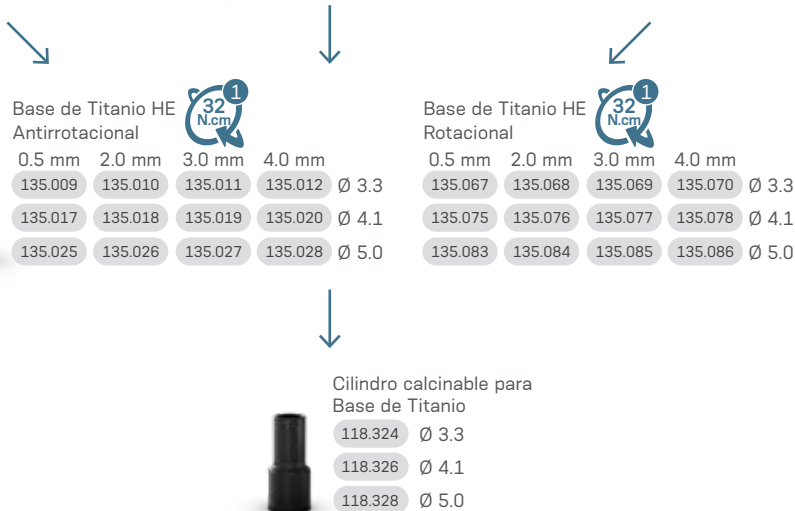 Base de Titanio HE
Antirrotacional
1
32
N.cm
0.5 mm 2.0 mm 3.0 mm 4.0 mm
135.009 135.010 135.011 135.012 Ø 3.3
135.017 135.018 135.019 135.020 Ø 4.1
135.025 135.026 135.027 135.028 Ø 5.0
Base de Titanio HE
Rotacional
1
32
N.cm
0.5 mm 2.0 mm 3.0 mm 4.0 mm
135.067 135.068 135.069 135.070 Ø 3.3
135.075 135.076 135.077 135.078 Ø 4.1
135.083 135.084 135.085 135.086 Ø 5.0
Cilindro calcinable para
Base de Titanio
118.324 Ø 3.3
118.326 Ø 4.1
118.328 Ø 5.0